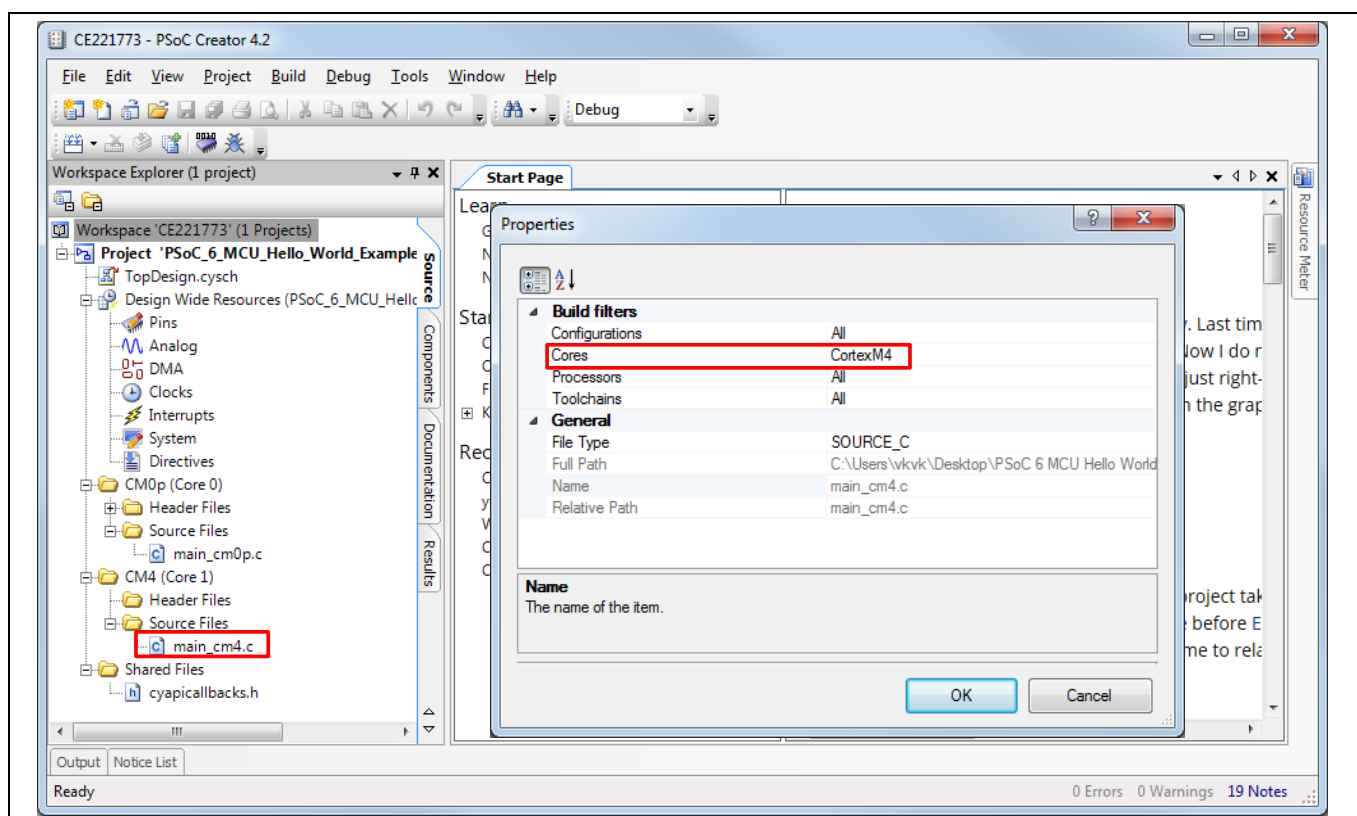 CE221773 - PSoC Creator 4.2
File Edit View Project Build Debug Tools Window Help
Debug
Workspace Explorer (1 project)
Workspace 'CE221773' (1 Projects)
Project 'PSoC_6_MCU_Hello_World_Example
TopDesign.cysch
Design Wide Resources (PSoC_6_MCU_Hellc
Pins
Analog
DMA
Clocks
Interrupts
System
Directives
CM0p (Core 0)
Header Files
Source Files
main_cm0p.c
CM4 (Core 1)
Header Files
Source Files
main_cm4.c
Shared Files
cyapicallbacks.h
Source
Components
Documentation
Results
Start Page
Resource Meter
Properties
Build filters
Configurations All
Cores CortexM4
Processors All
Toolchains All
General
File Type SOURCE_C
Full Path C:\Users\vkvk\Desktop\PSoC 6 MCU Hello World
Name main_cm4.c
Relative Path main_cm4.c
Name
The name of the item.
OK Cancel
. Last tim
Now I do r
just right-
n the grap
project tak
before E
me to rela
Output Notice List
Ready 0 Errors 0 Warnings 19 Notes